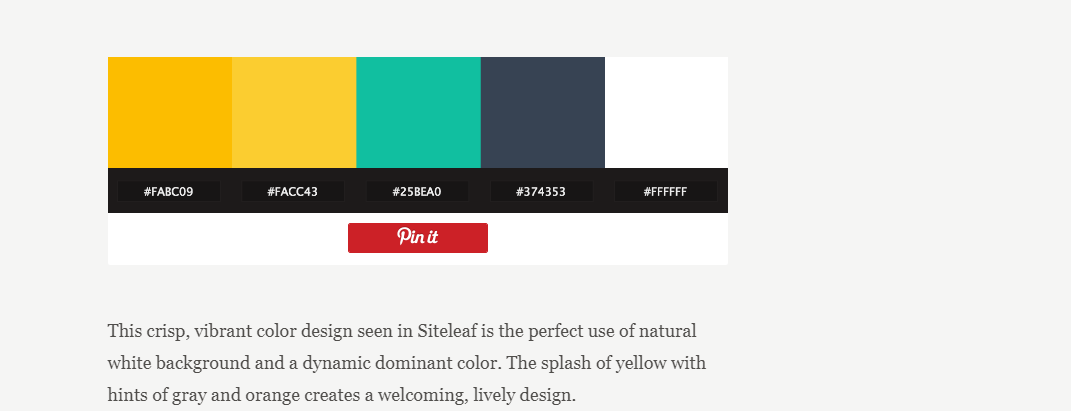 #FABC09 #FACC43 #25BEA0 #374353 #FFFFFF
Pin it
This crisp, vibrant color design seen in Siteleaf is the perfect use of natural
white background and a dynamic dominant color. The splash of yellow with
hints of gray and orange creates a welcoming, lively design.